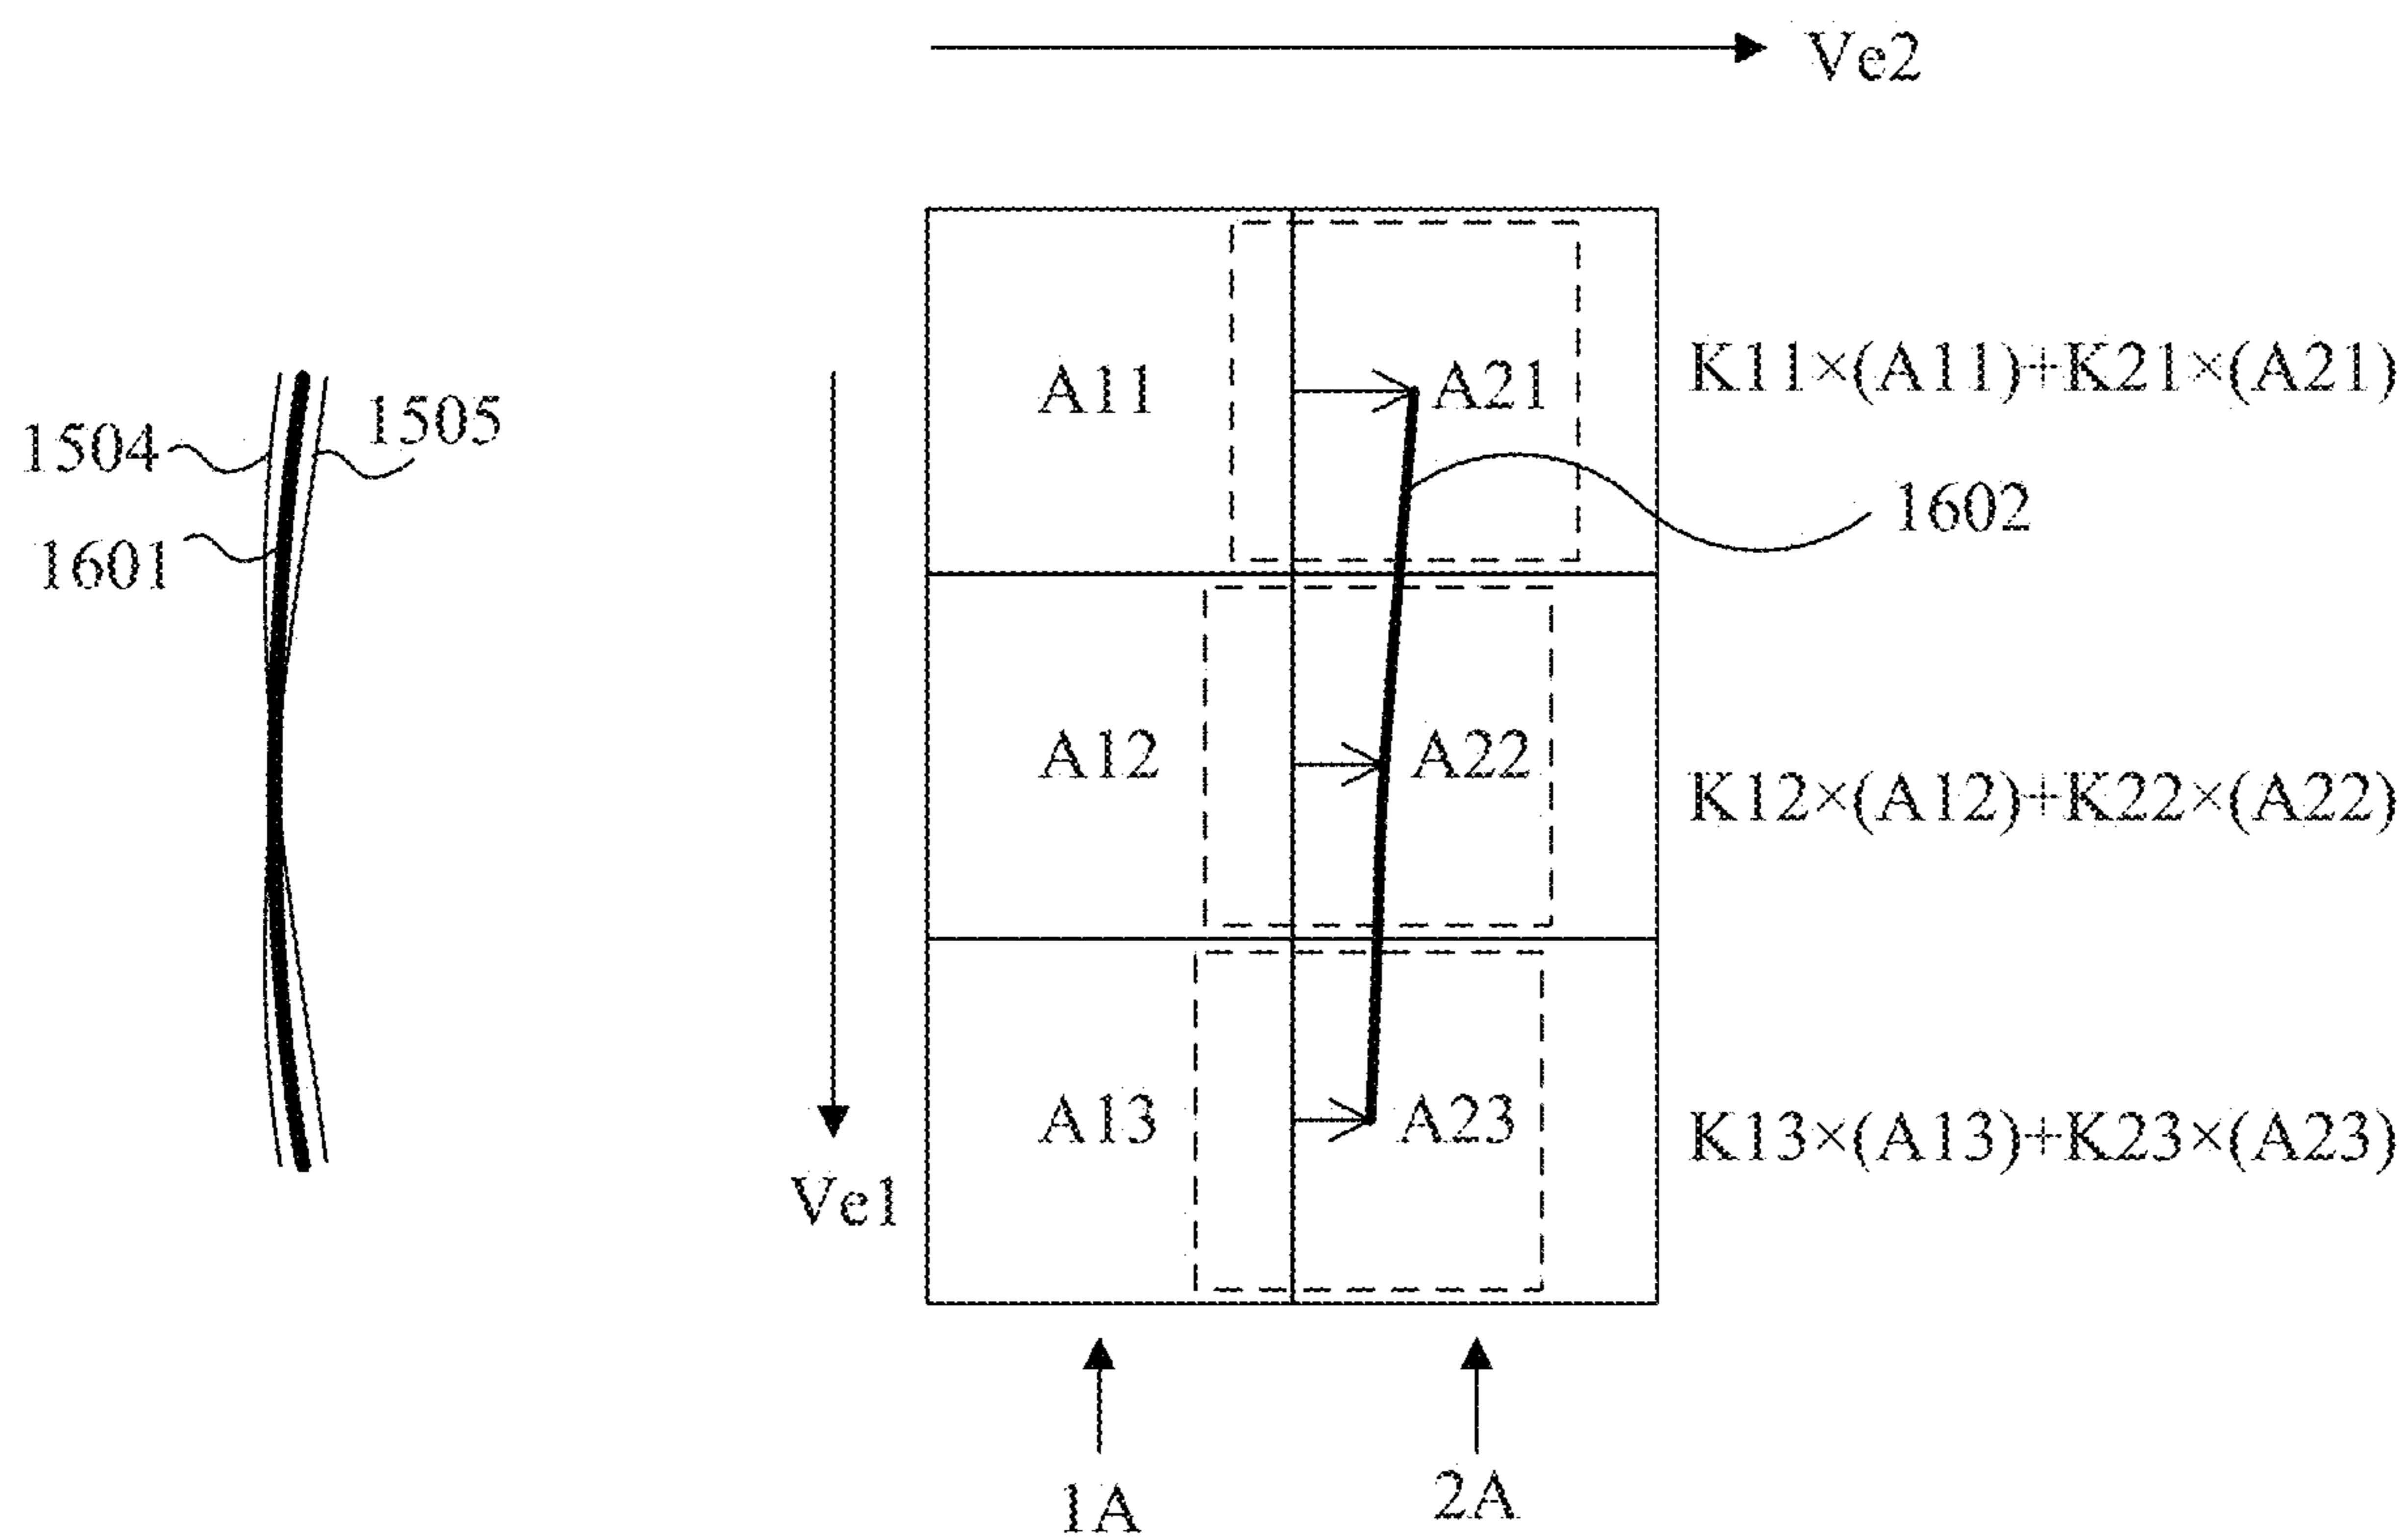 Ve2
A11 A21 K11×(A11)+K21×(A21)
1504 1505
1602
1601
A12 A22 K12×(A12)+K22×(A22)
A13 A23 K13×(A13)+K23×(A23)
Ve1
1A 2A